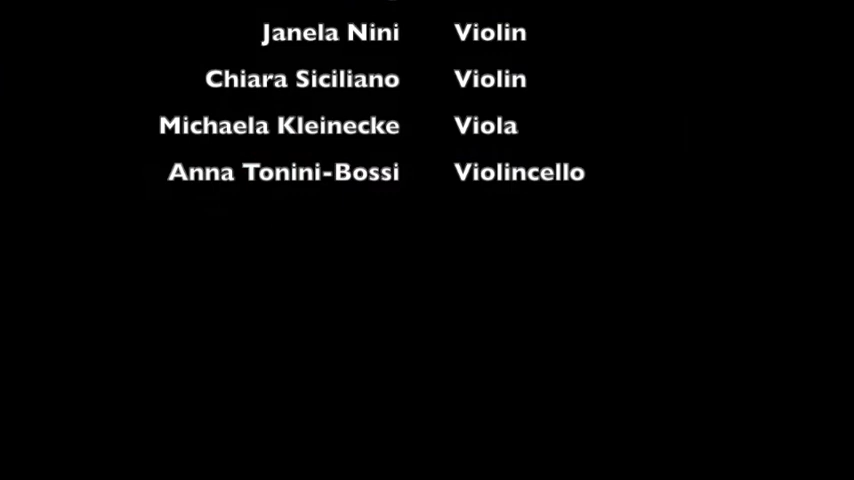 Janela Nini Violin
Chiara Siciliano Violin
Michaela Kleinecke Viola
Anna Tonini-Bossi Violincello